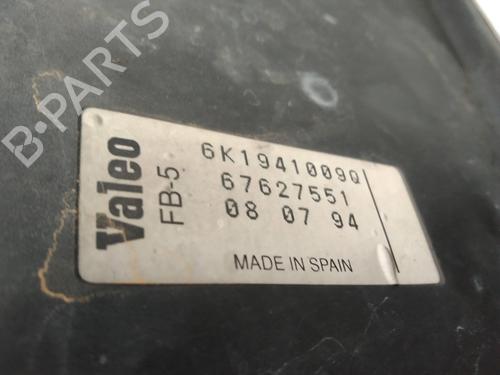 B-PARTS
Valeo
FB-5
6K1941009Q
67627551
08 07 94
MADE IN SPAIN